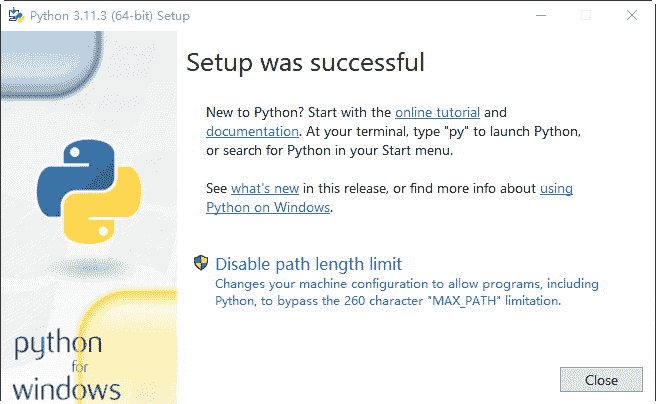 Python 3.11.3 (64-bit) Setup
Setup was successful
New to Python? Start with the online tutorial and
documentation. At your terminal, type "py" to launch Python,
or search for Python in your Start menu.
See what's new in this release, or find more info about using
Python on Windows.
Disable path length limit
Changes your machine configuration to allow programs, including
Python, to bypass the 260 character "MAX_PATH" limitation.
python
for
windows
Close